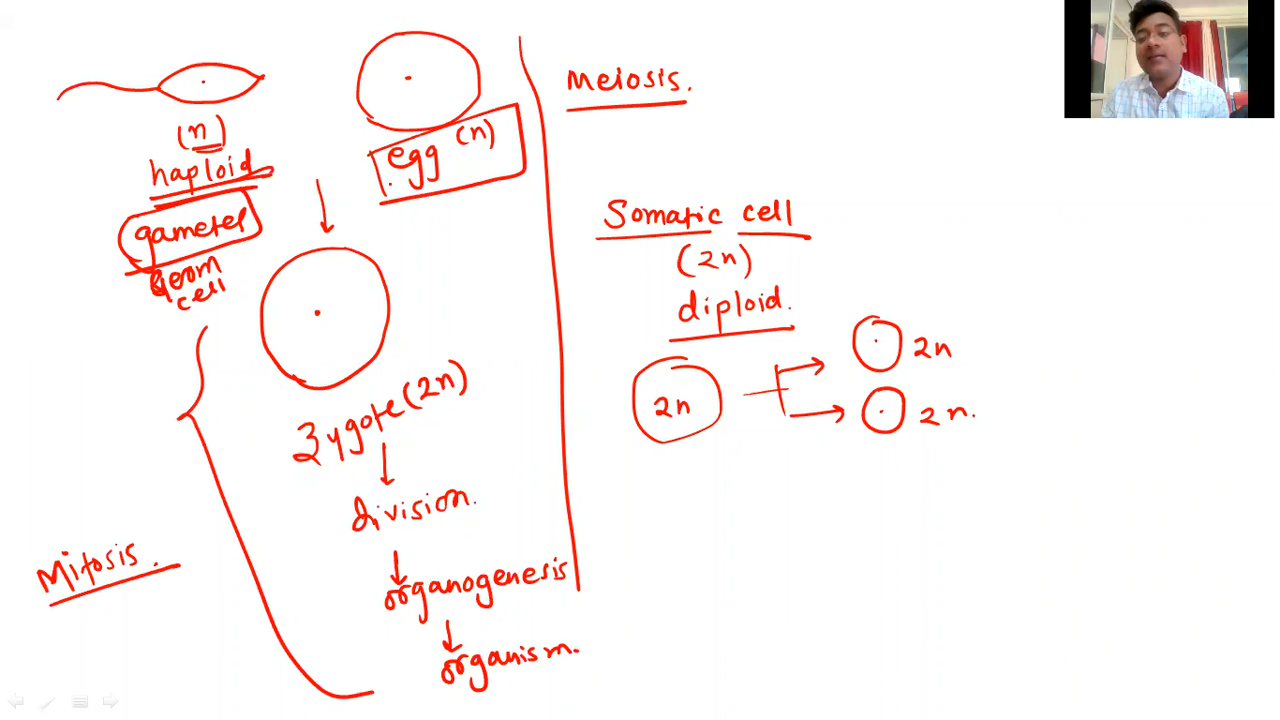 (n)
haploid
gametes
Germ
cell
egg (n)
Zygote (2n)
division.
organogenesis
organism.
Mitosis.
Meiosis.
Somatic cell
(2n)
diploid.
2n
2n
2n.